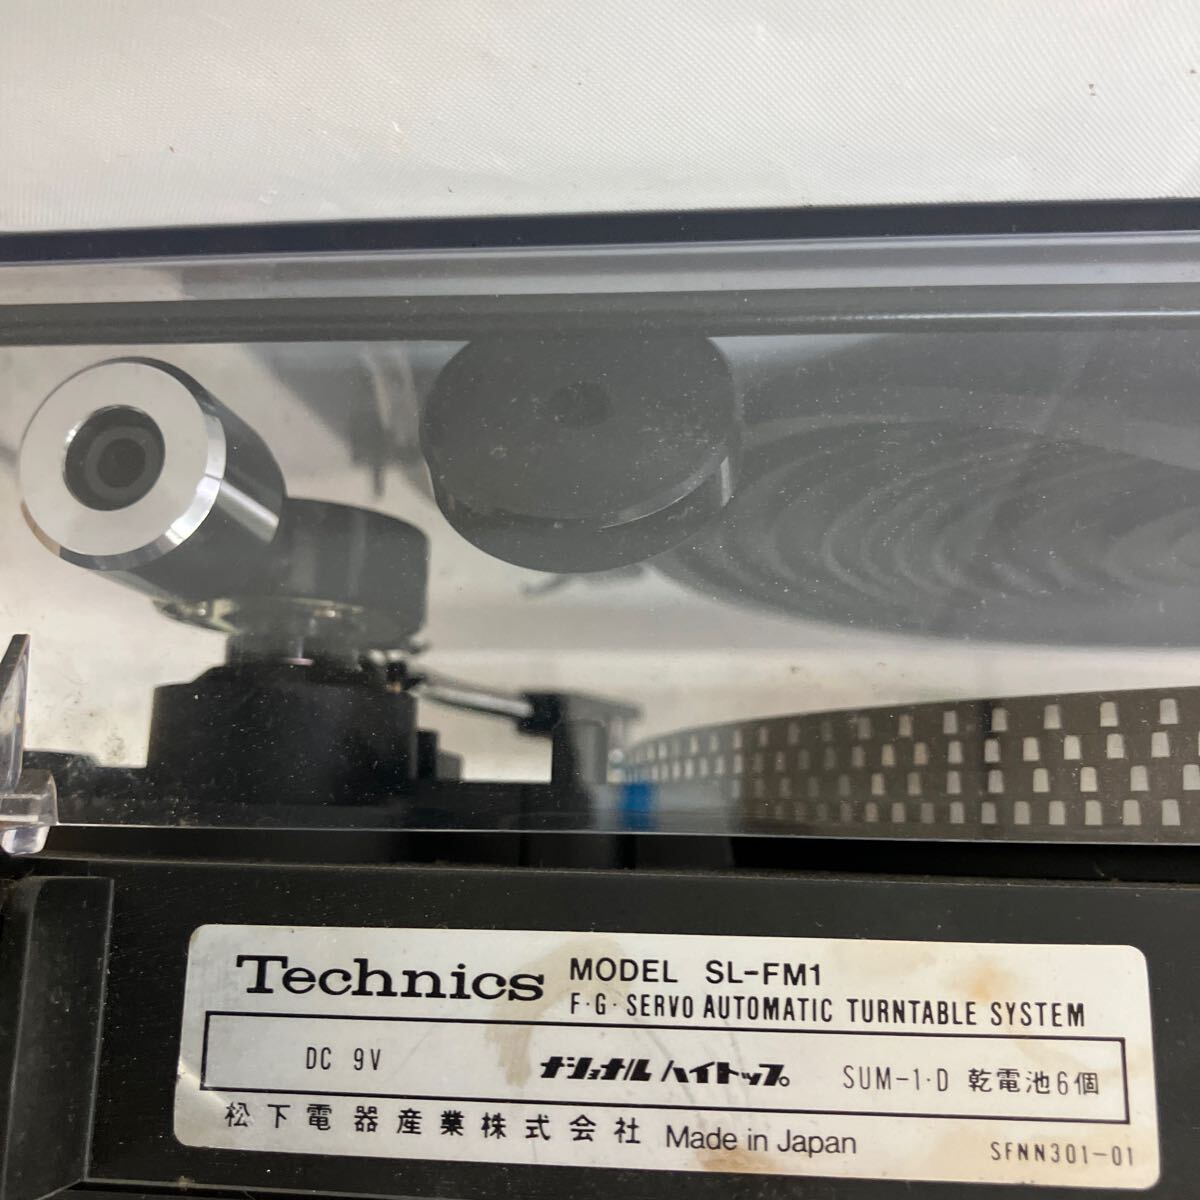 Technics MODEL SL-FM1
F·G·SERVO AUTOMATIC TURNTABLE SYSTEM
DC 9V ナショナル ハイトップ SUM-1·D 乾電池6個
松下電器産業株式会社 Made in Japan SFNN301-01